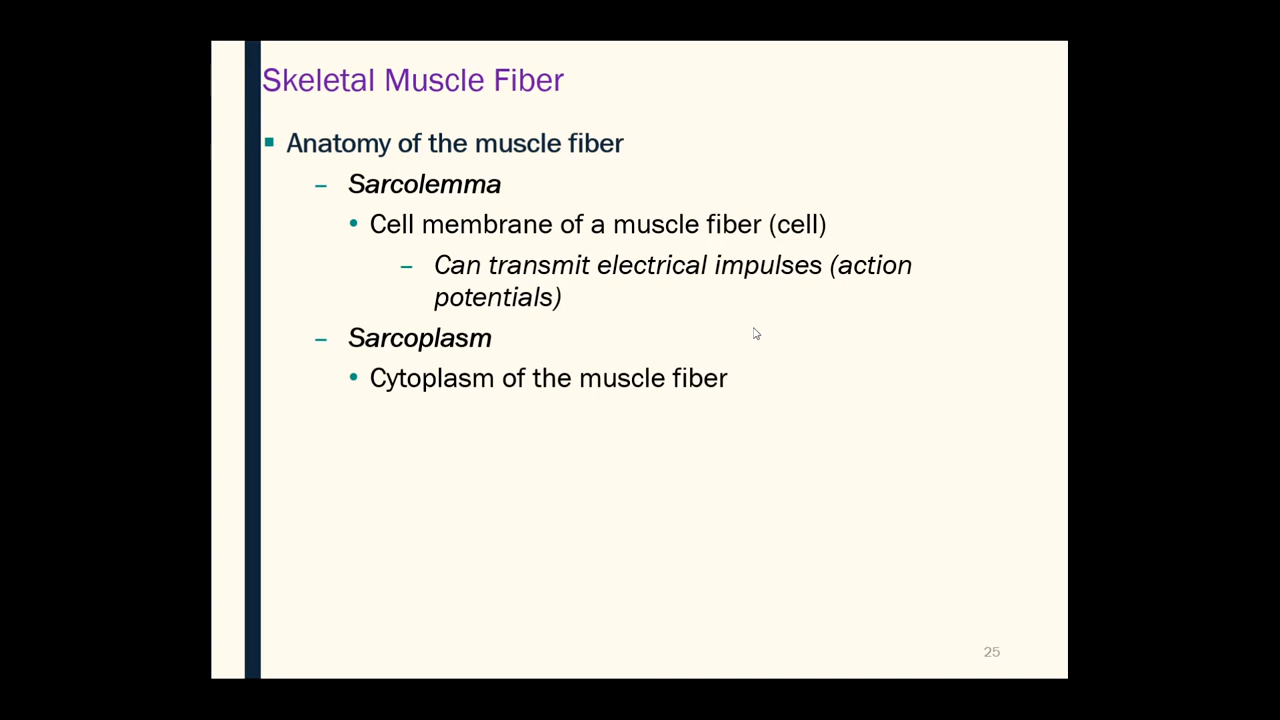 Skeletal Muscle Fiber
▪ Anatomy of the muscle fiber
– Sarcolemma
• Cell membrane of a muscle fiber (cell)
– Can transmit electrical impulses (action
potentials)
– Sarcoplasm
• Cytoplasm of the muscle fiber
25